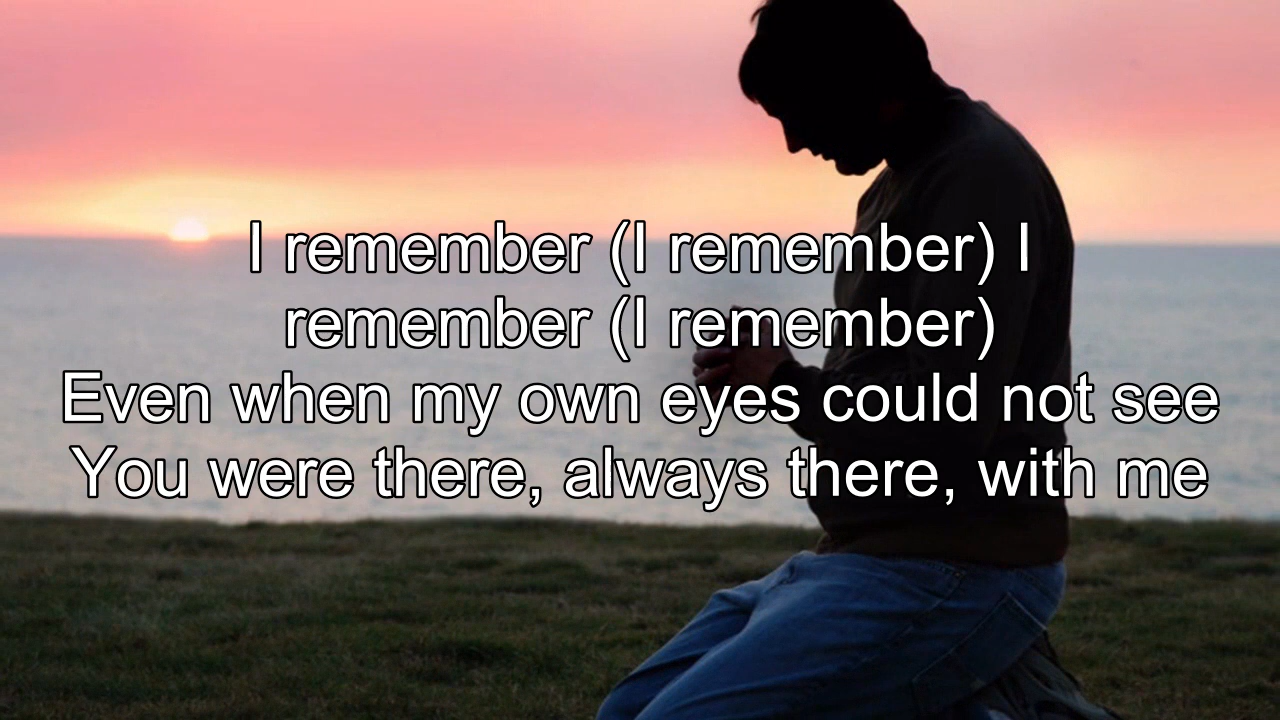 I remember (I remember) I
remember (I remember)
Even when my own eyes could not see
You were there, always there, with me